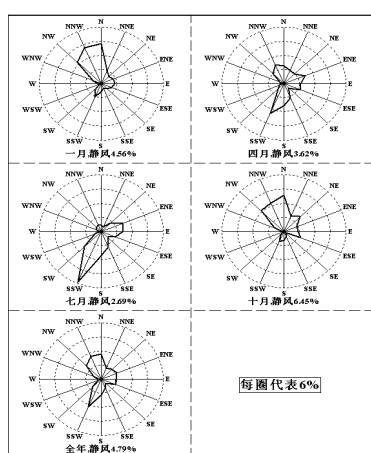 N
NNW NNE
NW NE
WNW ENE
W E
WSW ESE
SW SE
SSW SSE
S
一月,静风4.56%
N
NNW NNE
NW NE
WNW ENE
W E
WSW ESE
SW SE
SSW SSE
S
四月,静风3.62%
N
NNW NNE
NW NE
WNW ENE
W E
WSW ESE
SW SE
SSW SSE
S
七月,静风2.69%
N
NNW NNE
NW NE
WNW ENE
W E
WSW ESE
SW SE
SSW SSE
S
十月,静风6.45%
N
NNW NNE
NW NE
WNW ENE
W E
WSW ESE
SW SE
SSW SSE
S
全年,静风4.79%
每圈代表6%